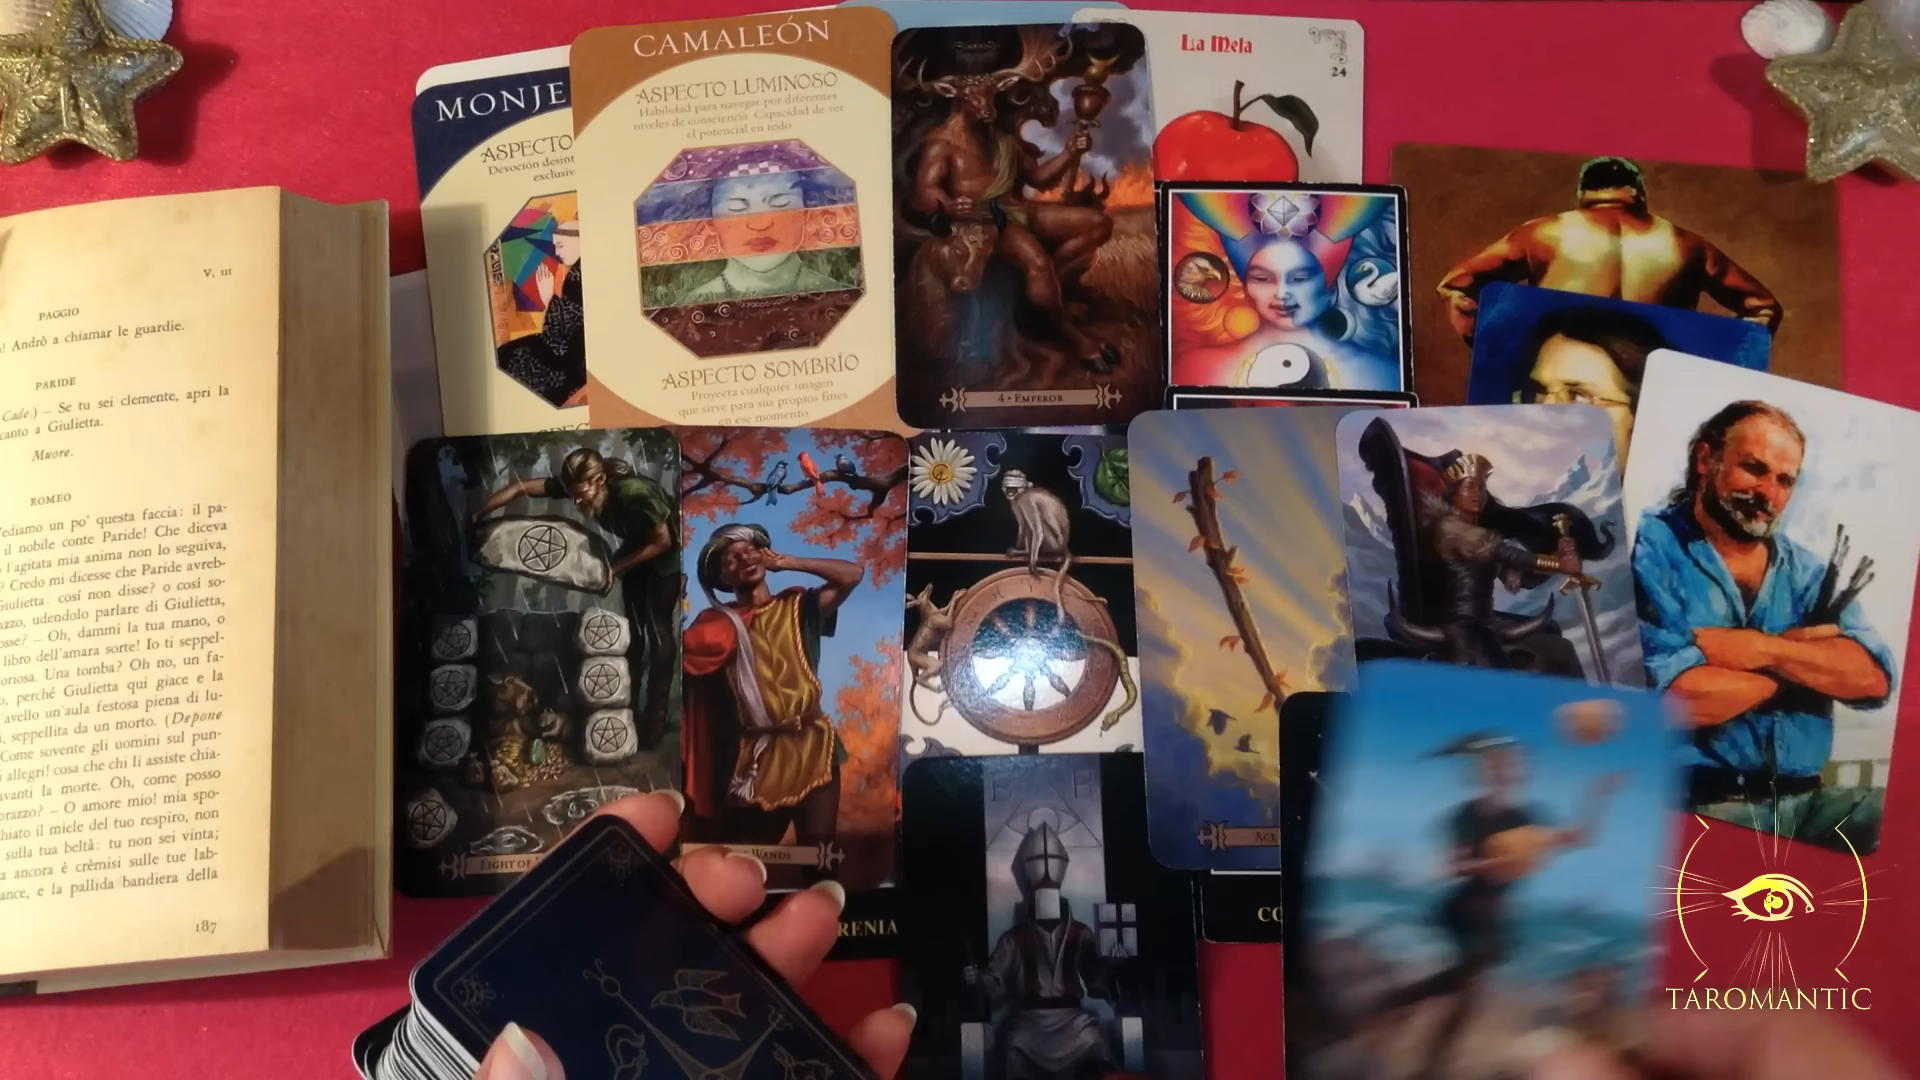 V, III
PAGGIO
! Andrò a chiamar le guardie.
PARIDE
Cade.) – Se tu sei clemente, apri la
canto a Giulietta.
Muore.
ROMEO
ediamo un po' questa faccia: il pa-
il nobile conte Paride! Che diceva
l'agitata mia anima non lo seguiva,
? Credo mi dicesse che Paride avreb-
Giulietta: così non disse? o così so-
azzo, udendolo parlare di Giulietta,
osse? – Oh, dammi la tua mano, o
libro dell'amara sorte! Io ti seppel-
oriosa. Una tomba? Oh no, un fa-
o, perché Giulietta qui giace e la
avello un'aula festosa piena di lu-
, seppellita da un morto. (Depone
Come sovente gli uomini sul pun-
allegri! cosa che chi li assiste chia-
avanti la morte. Oh, come posso
prazzo? – O amore mio! mia spo-
hiato il miele del tuo respiro, non
sulla tua beltà: tu non sei vinta;
a ancora è crèmisi sulle tue lab-
ance, e la pallida bandiera della
187
MONJE
ASPECTO
Devoción desint
exclusiv
CAMALEÓN
ASPECTO LUMINOSO
Habilidad para navegar por diferentes
niveles de consciencia. Capacidad de ver
el potencial en todo
ASPECTO SOMBRÍO
Proyecta cualquier imagen
que sirve para sus propios fines
en ese momento
4 • EMPEROR
La Mela
24
EIGHT OF
WANDS
RENIA
ACE
CO
TAROMANTIC